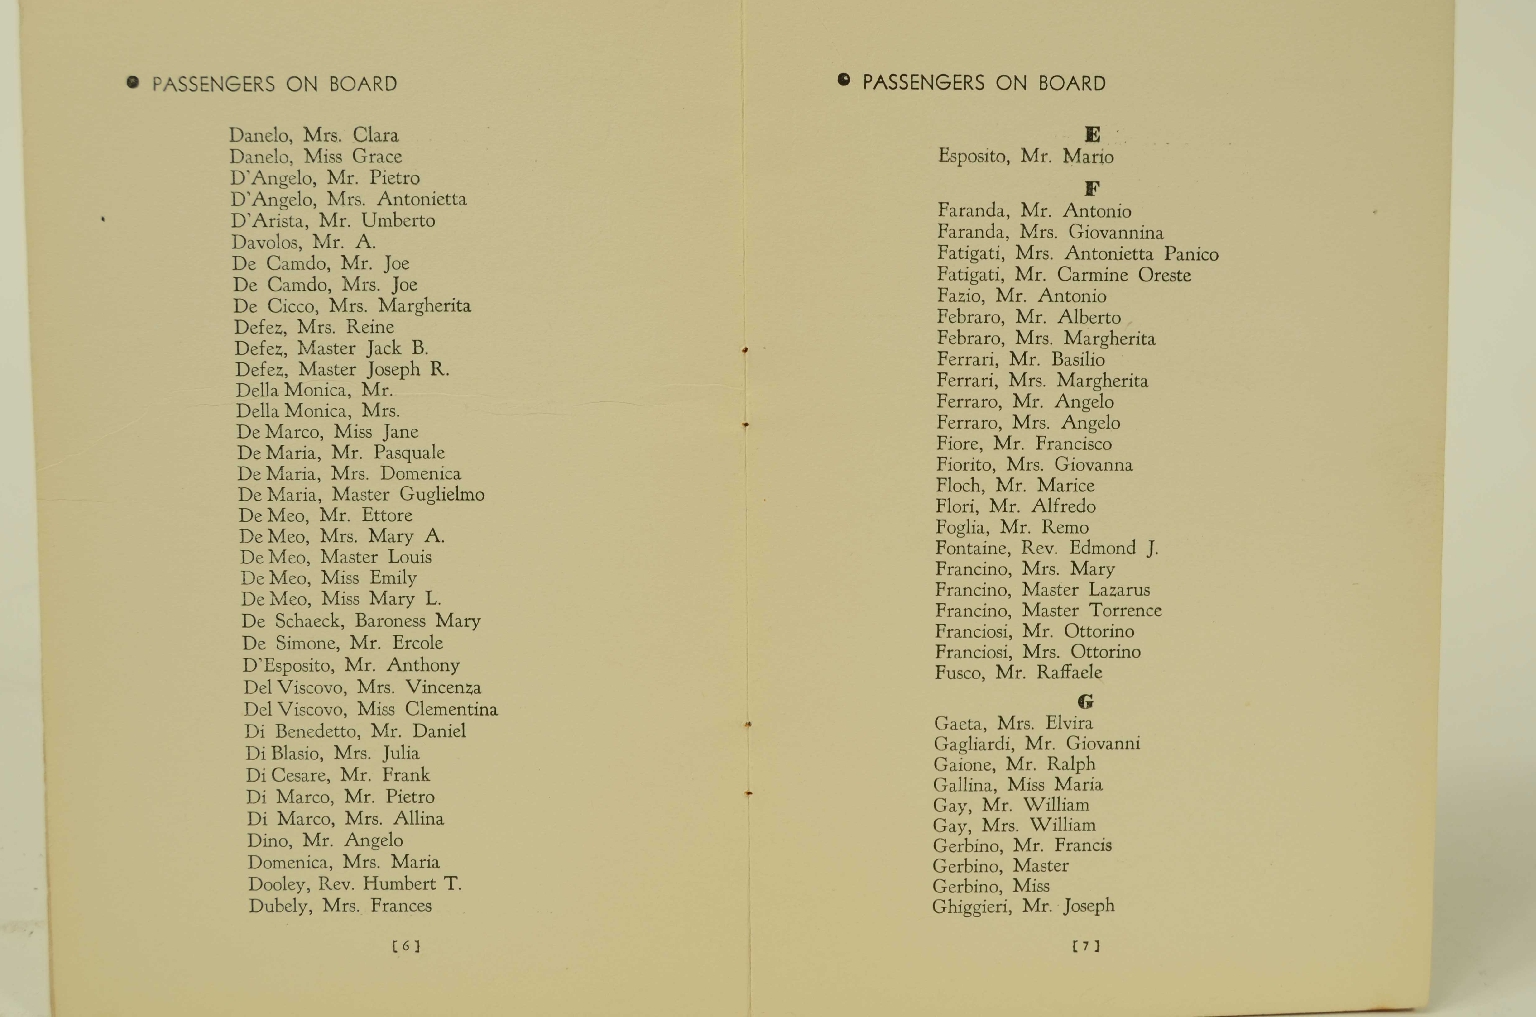 PASSENGERS ON BOARD
Danelo, Mrs. Clara
Danelo, Miss Grace
D'Angelo, Mr. Pietro
D'Angelo, Mrs. Antonietta
D'Arista, Mr. Umberto
Davolos, Mr. A.
De Camdo, Mr. Joe
De Camdo, Mrs. Joe
De Cicco, Mrs. Margherita
Defez, Mrs. Reine
Defez, Master Jack B.
Defez, Master Joseph R.
Della Monica, Mr.
Della Monica, Mrs.
De Marco, Miss Jane
De Maria, Mr. Pasquale
De Maria, Mrs. Domenica
De Maria, Master Guglielmo
De Meo, Mr. Ettore
De Meo, Mrs. Mary A.
De Meo, Master Louis
De Meo, Miss Emily
De Meo, Miss Mary L.
De Schaeck, Baroness Mary
De Simone, Mr. Ercole
D'Esposito, Mr. Anthony
Del Viscovo, Mrs. Vincenza
Del Viscovo, Miss Clementina
Di Benedetto, Mr. Daniel
Di Blasio, Mrs. Julia
Di Cesare, Mr. Frank
Di Marco, Mr. Pietro
Di Marco, Mrs. Allina
Dino, Mr. Angelo
Domenica, Mrs. Maria
Dooley, Rev. Humbert T.
Dubely, Mrs. Frances
[6]
PASSENGERS ON BOARD
E
Esposito, Mr. Mario
F
Faranda, Mr. Antonio
Faranda, Mrs. Giovannina
Fatigati, Mrs. Antonietta Panico
Fatigati, Mr. Carmine Oreste
Fazio, Mr. Antonio
Febraro, Mr. Alberto
Febraro, Mrs. Margherita
Ferrari, Mr. Basilio
Ferrari, Mrs. Margherita
Ferraro, Mr. Angelo
Ferraro, Mrs. Angelo
Fiore, Mr. Francisco
Fiorito, Mrs. Giovanna
Floch, Mr. Marice
Flori, Mr. Alfredo
Foglia, Mr. Remo
Fontaine, Rev. Edmond J.
Francino, Mrs. Mary
Francino, Master Lazarus
Francino, Master Torrence
Franciosi, Mr. Ottorino
Franciosi, Mrs. Ottorino
Fusco, Mr. Raffaele
G
Gaeta, Mrs. Elvira
Gagliardi, Mr. Giovanni
Gaione, Mr. Ralph
Gallina, Miss Maria
Gay, Mr. William
Gay, Mrs. William
Gerbino, Mr. Francis
Gerbino, Master
Gerbino, Miss
Ghiggieri, Mr. Joseph
[7]